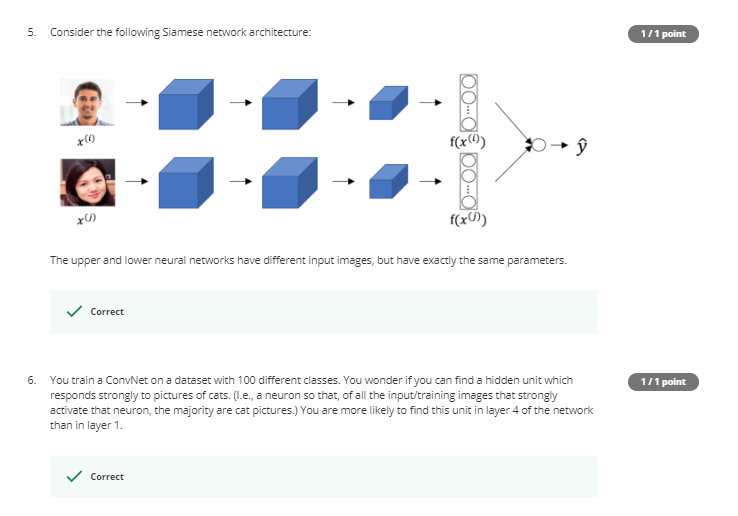 5. Consider the following Siamese network architecture:
1 / 1 point
x(i)
f(x(i))
ŷ
x(j)
f(x(j))
The upper and lower neural networks have different input images, but have exactly the same parameters.
Correct
6. You train a ConvNet on a dataset with 100 different classes. You wonder if you can find a hidden unit which
1 / 1 point
responds strongly to pictures of cats. (I.e., a neuron so that, of all the input/training images that strongly
activate that neuron, the majority are cat pictures.) You are more likely to find this unit in layer 4 of the network
than in layer 1.
Correct